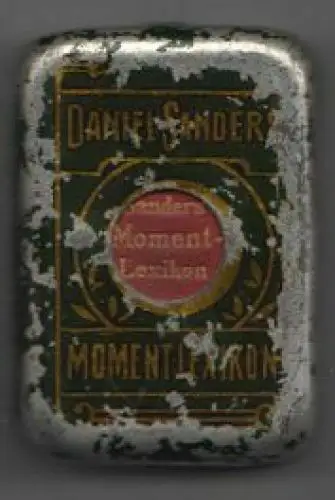 DANIEL SANDERS
Sanders
Moment-
Lexikon
MOMENT LEXIKON